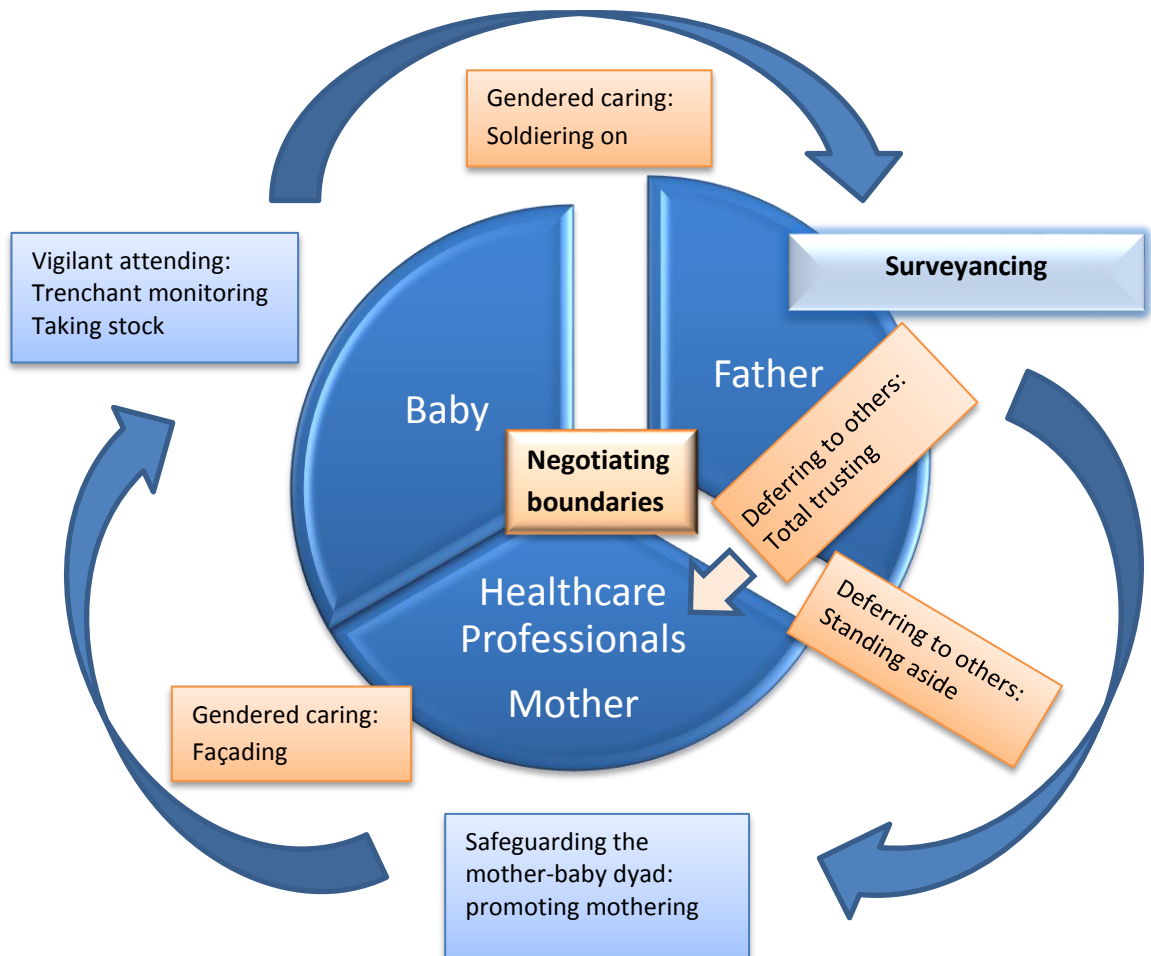 Gendered caring:
Soldiering on
Vigilant attending:
Trenchant monitoring
Taking stock
Surveyancing
Father
Baby
Deferring to others:
Total trusting
Negotiating
boundaries
Healthcare
Professionals
Mother
Deferring to others:
Standing aside
Gendered caring:
Façading
Safeguarding the
mother-baby dyad:
promoting mothering